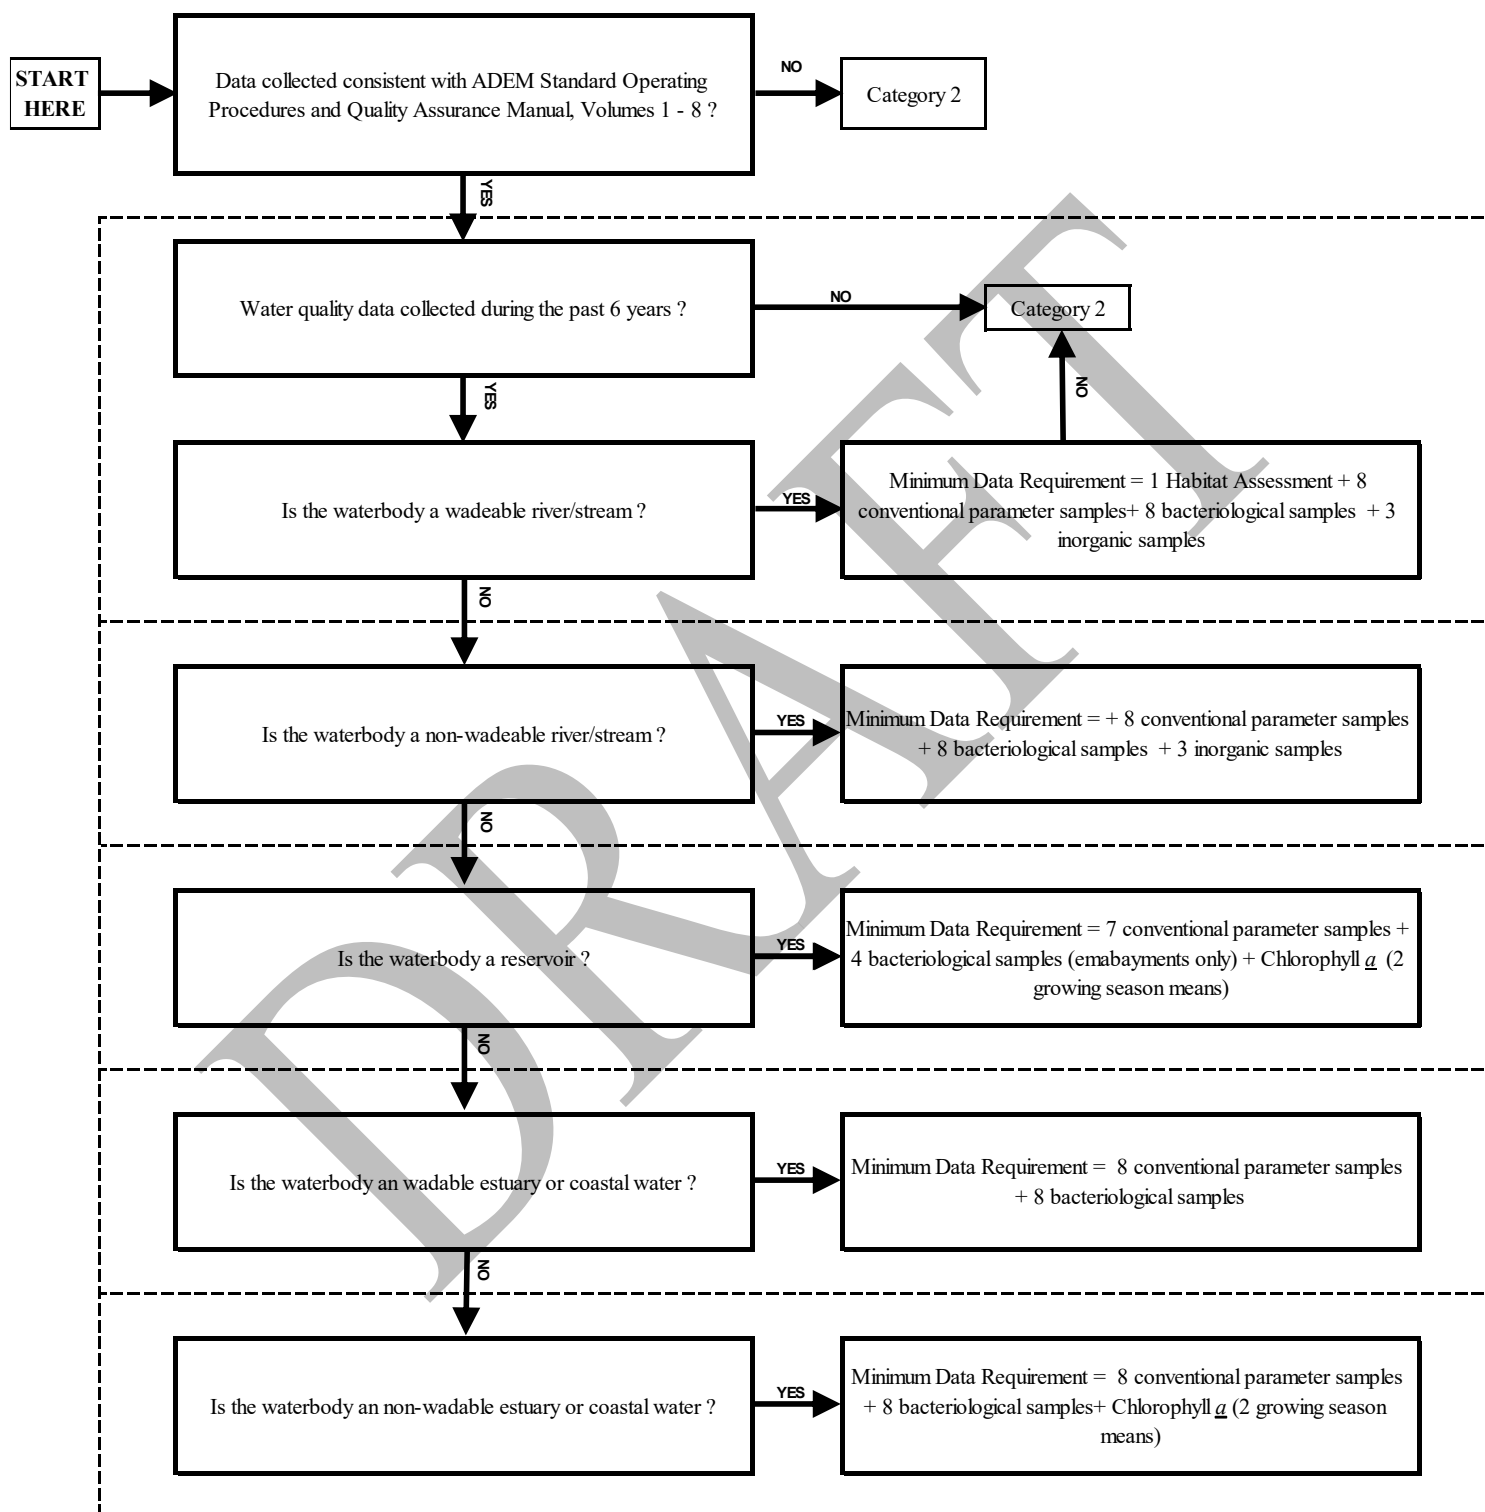 START
HERE
Data collected consistent with ADEM Standard Operating
Procedures and Quality Assurance Manual, Volumes 1 - 8 ?
NO
Category 2
YES
Water quality data collected during the past 6 years ?
NO
Category 2
YES
NO
Is the waterbody a wadeable river/stream ?
YES
Minimum Data Requirement = 1 Habitat Assessment + 8
conventional parameter samples+ 8 bacteriological samples + 3
inorganic samples
NO
Is the waterbody a non-wadeable river/stream ?
YES
Minimum Data Requirement = + 8 conventional parameter samples
+ 8 bacteriological samples + 3 inorganic samples
NO
Is the waterbody a reservoir ?
YES
Minimum Data Requirement = 7 conventional parameter samples +
4 bacteriological samples (emabayments only) + Chlorophyll a (2
growing season means)
NO
Is the waterbody an wadable estuary or coastal water ?
YES
Minimum Data Requirement = 8 conventional parameter samples
+ 8 bacteriological samples
NO
Is the waterbody an non-wadable estuary or coastal water ?
YES
Minimum Data Requirement = 8 conventional parameter samples
+ 8 bacteriological samples+ Chlorophyll a (2 growing season
means)
DRAFT